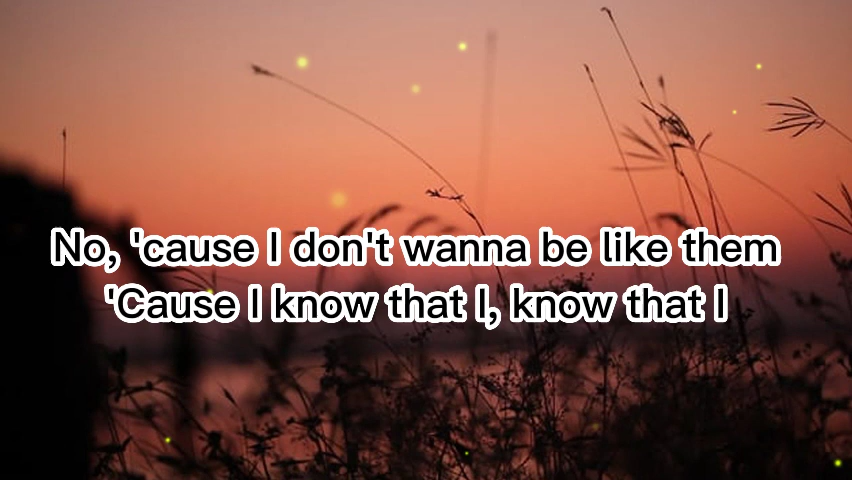 No, 'cause I don't wanna be like them
'Cause I know that I, know that I